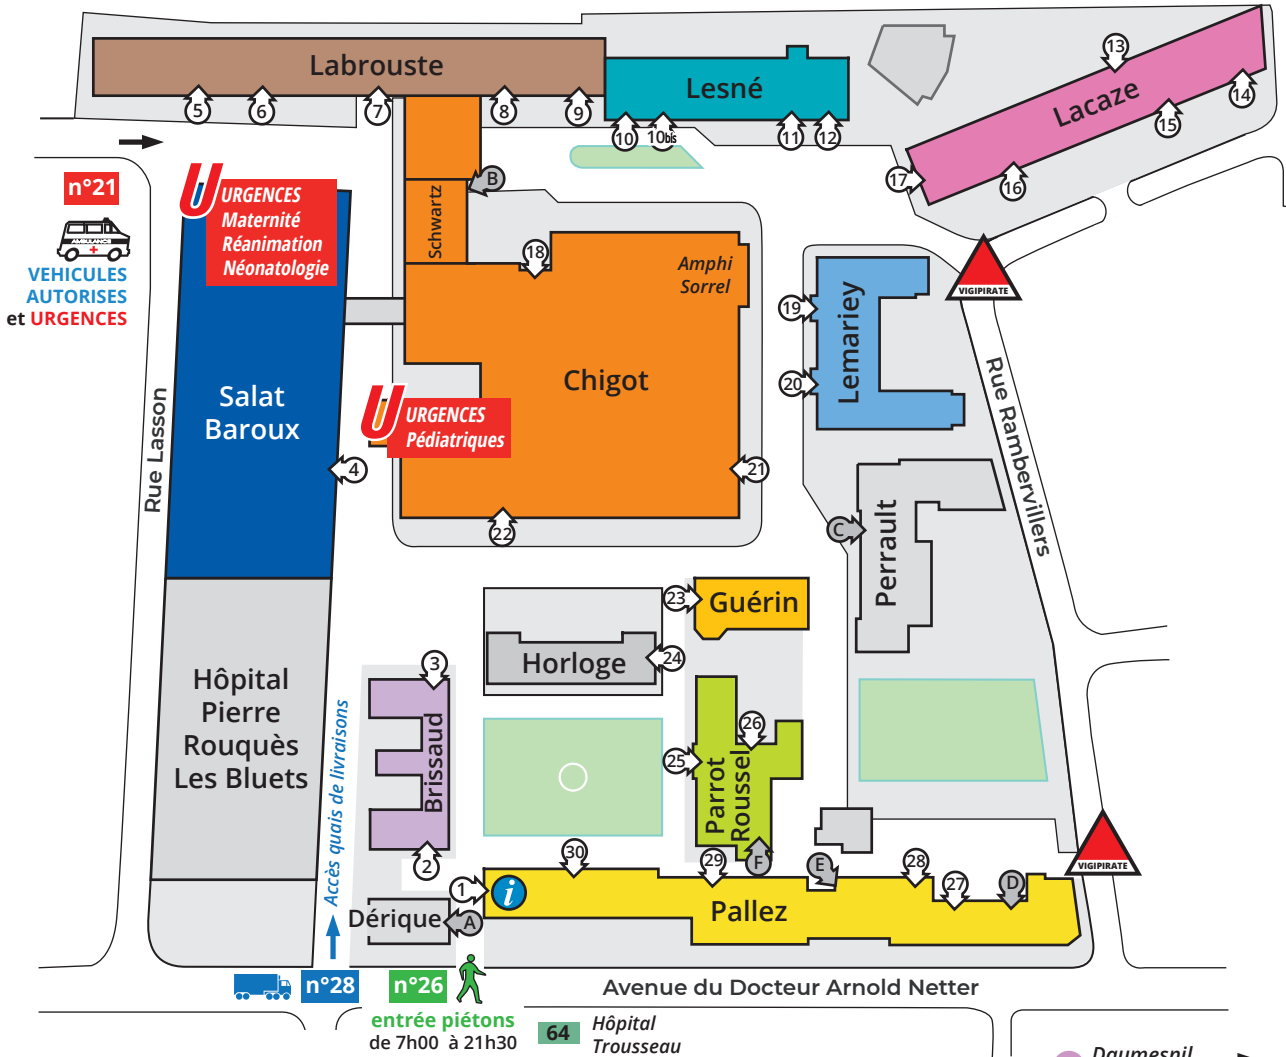 Labrouste
Lesné
Lacaze
13
14
15
16
17
5
6
7
8
9
10
10bis
11
12
n°21
AMBULANCE
VEHICULES
AUTORISES
et URGENCES
U URGENCES
Maternité
Réanimation
Néonatologie
Schwartz
B
18
Amphi
Sorrel
VIGIPIRATE
19
20
Lemariey
Rue Rambervillers
Chigot
Salat
Baroux
U URGENCES
Pédiatriques
Rue Lasson
4
21
22
C
Perrault
23
Guérin
Horloge
24
Hôpital
Pierre
Rouquès
Les Bluets
3
Brissaud
2
Accès quais de livraisons
25
26
Parrot
Roussel
F
30
29
E
28
27
D
VIGIPIRATE
1
i
Pallez
Dérique
A
n°28
n°26
Avenue du Docteur Arnold Netter
entrée piétons
de 7h00 à 21h30
64
Hôpital
Trousseau
Daumesnil